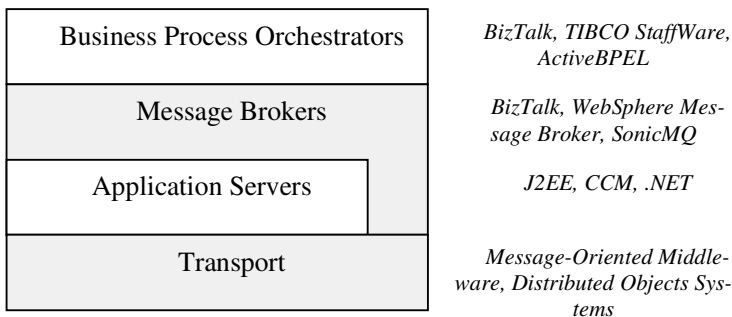 Business Process Orchestrators
BizTalk, TIBCO StaffWare,
ActiveBPEL
Message Brokers
BizTalk, WebSphere Mes-
sage Broker, SonicMQ
Application Servers
J2EE, CCM, .NET
Transport
Message-Oriented Middle-
ware, Distributed Objects Sys-
tems